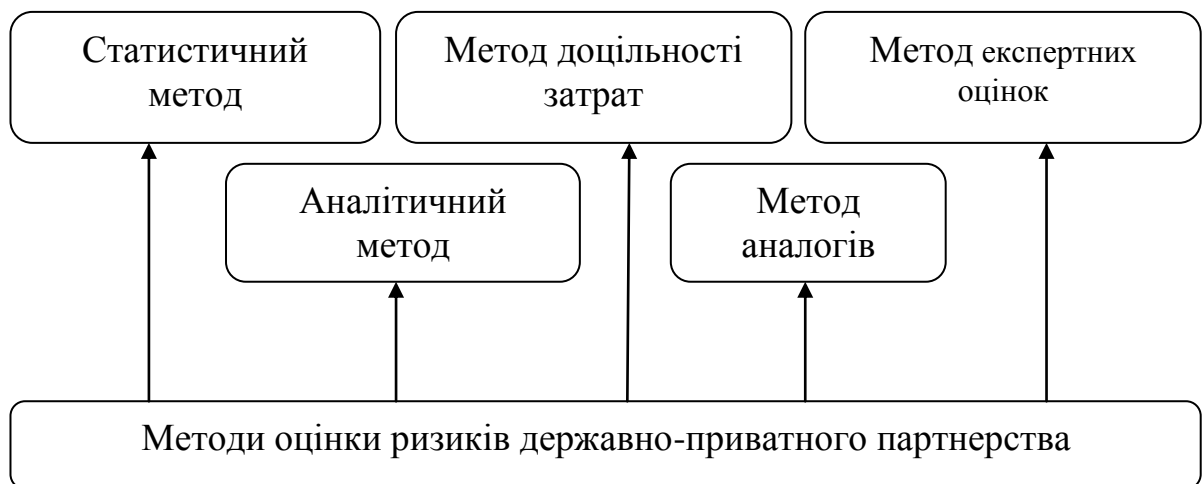 Статистичний
метод
Метод доцільності
затрат
Метод експертних
оцінок
Аналітичний
метод
Метод
аналогів
Методи оцінки ризиків державно-приватного партнерства